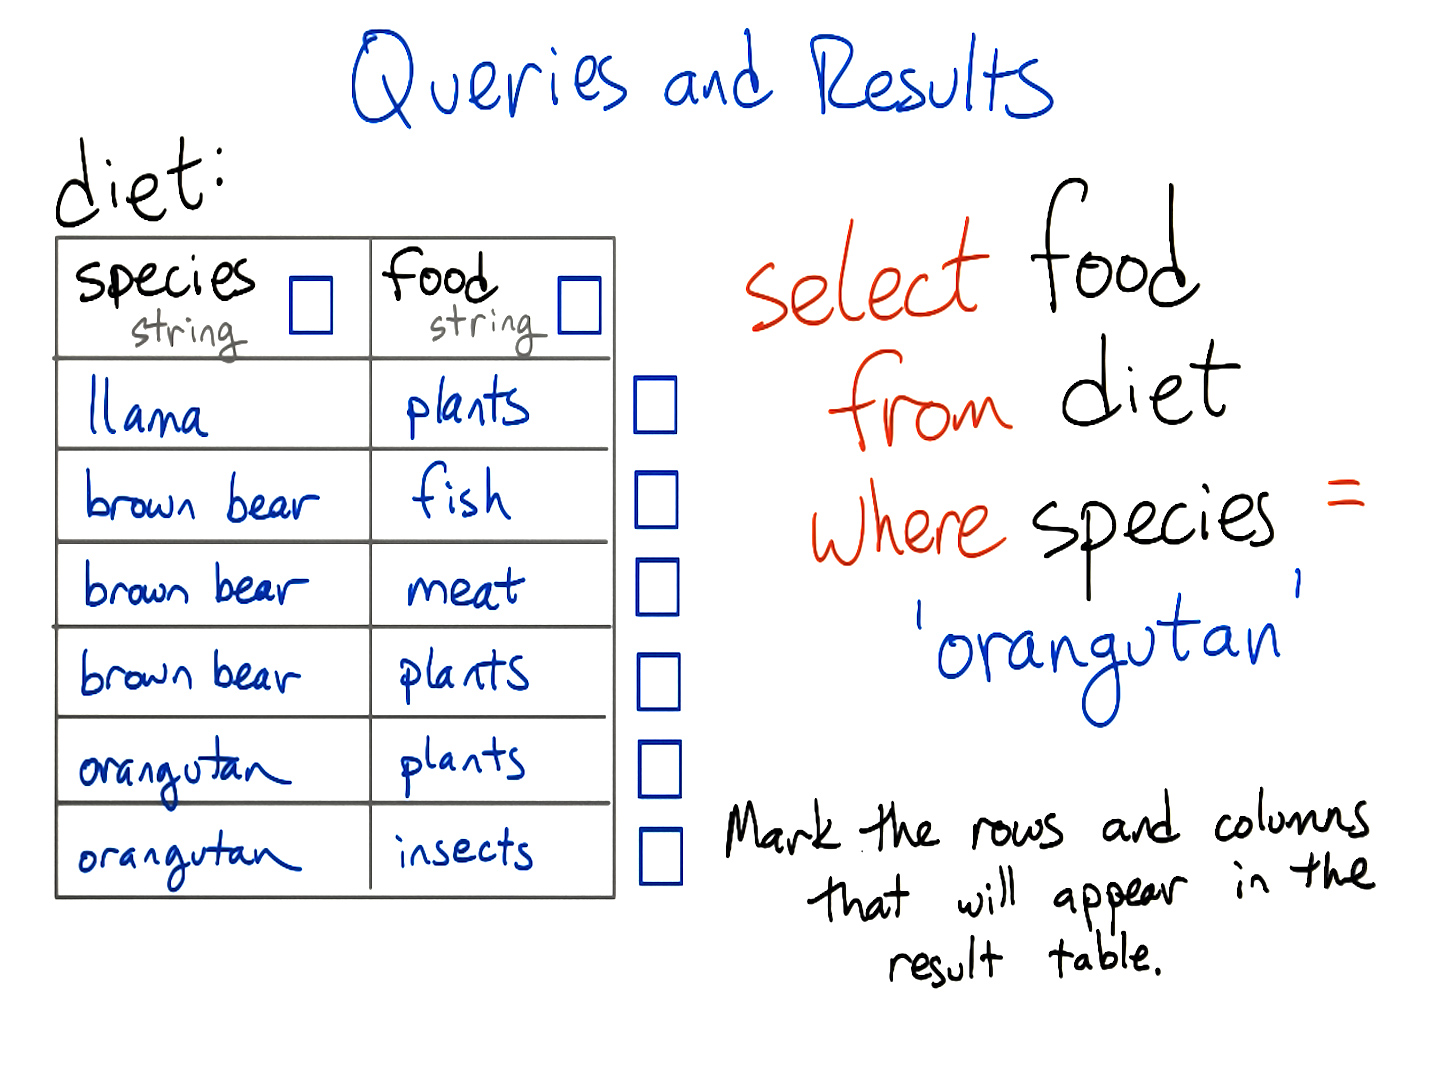 Queries and Results
diet:
species food
string string
llama plants
brown bear fish
brown bear meat
brown bear plants
orangutan plants
orangutan insects
select food
from diet
where species =
'orangutan'
Mark the rows and columns
that will appear in the
result table.